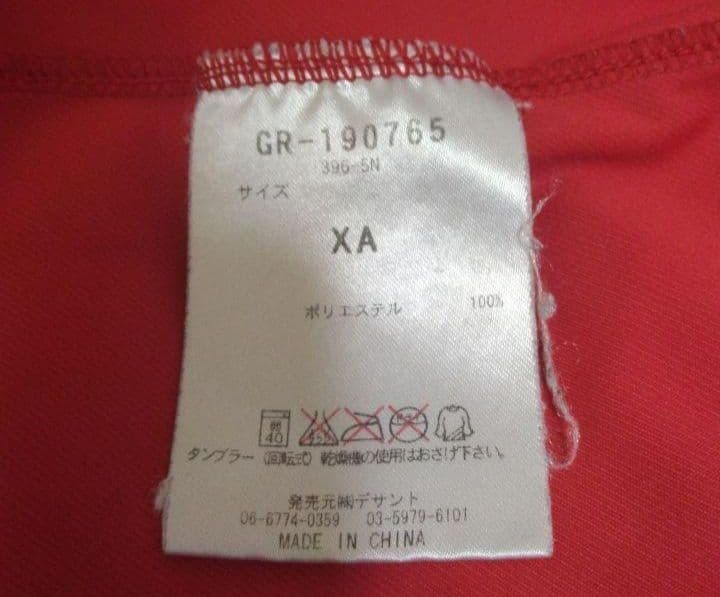 GR-190765
396-5N
サイズ
XA
ポリエステル 100%
弱 40
タンブラー (回転式) 乾燥機の使用はおさげ下さい。
発売元㈱デサント
06-6774-0359 03-5979-6101
MADE IN CHINA